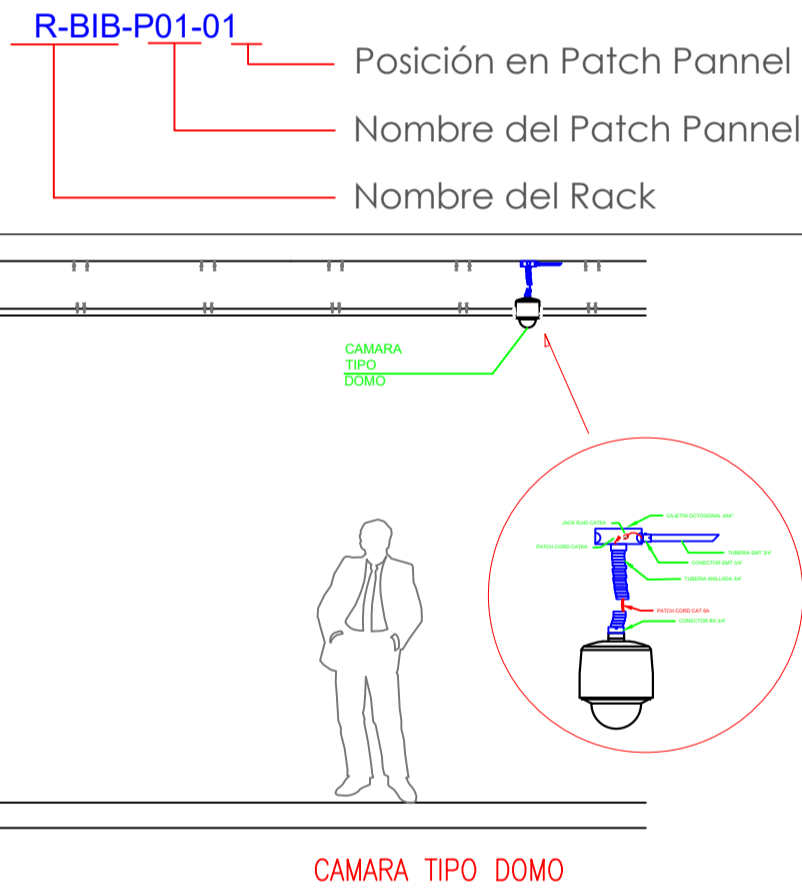 R-BIB-P01-01
Posición en Patch Pannel
Nombre del Patch Pannel
Nombre del Rack
CAMARA
TIPO
DOMO
CAJETIN OCTOGONAL 4X4"
JACK RJ45 CAT6A
PATCH CORD CAT6A
TUBERIA EMT 3/4"
CONECTOR EMT 3/4"
TUBERIA ANILLADA 3/4"
PATCH CORD CAT 6A
CONECTOR BX 3/4"
CAMARA TIPO DOMO